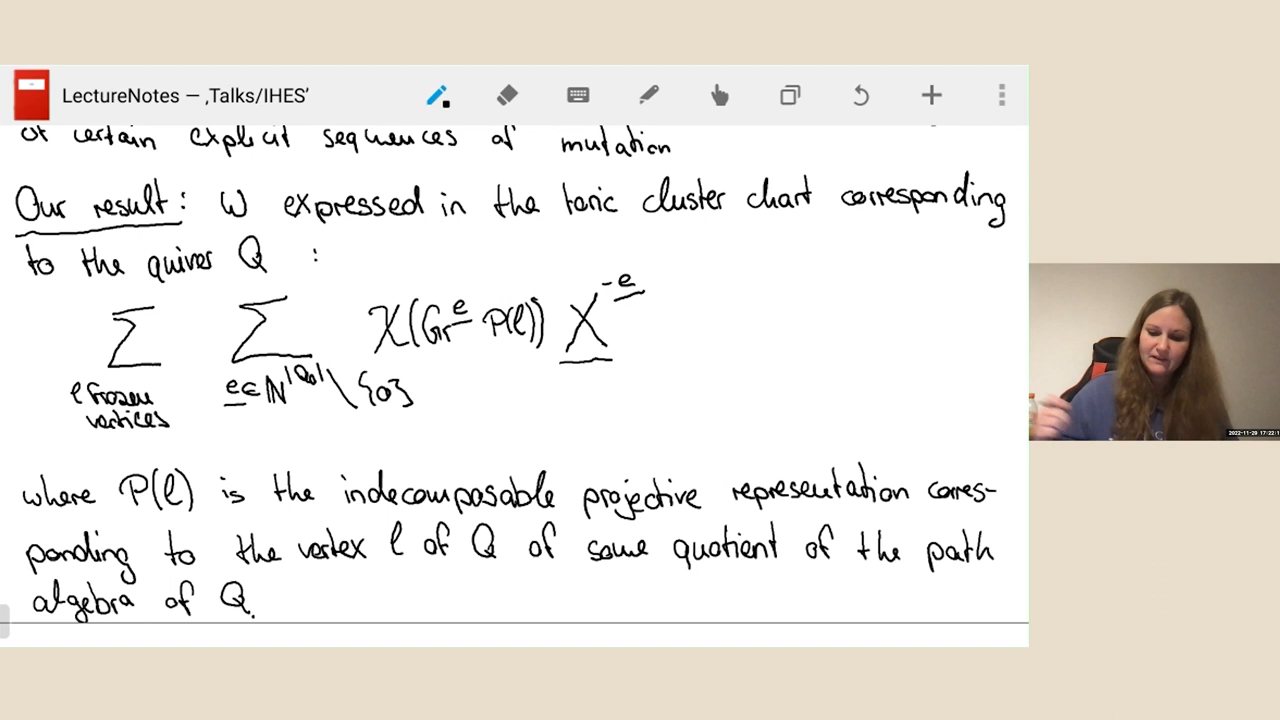 LectureNotes — ‚Talks/IHES‘
of certain explicit sequences of mutation
Our result: W expressed in the toric cluster chart corresponding
to the quiver Q :
∑ ∑ χ(Gr^e P(ℓ)) X^-e
ℓ frozen vertices e∈ℕ^|Q₀| \ {0}
where P(ℓ) is the indecomposable projective representation corres-
ponding to the vertex ℓ of Q of some quotient of the path
algebra of Q.